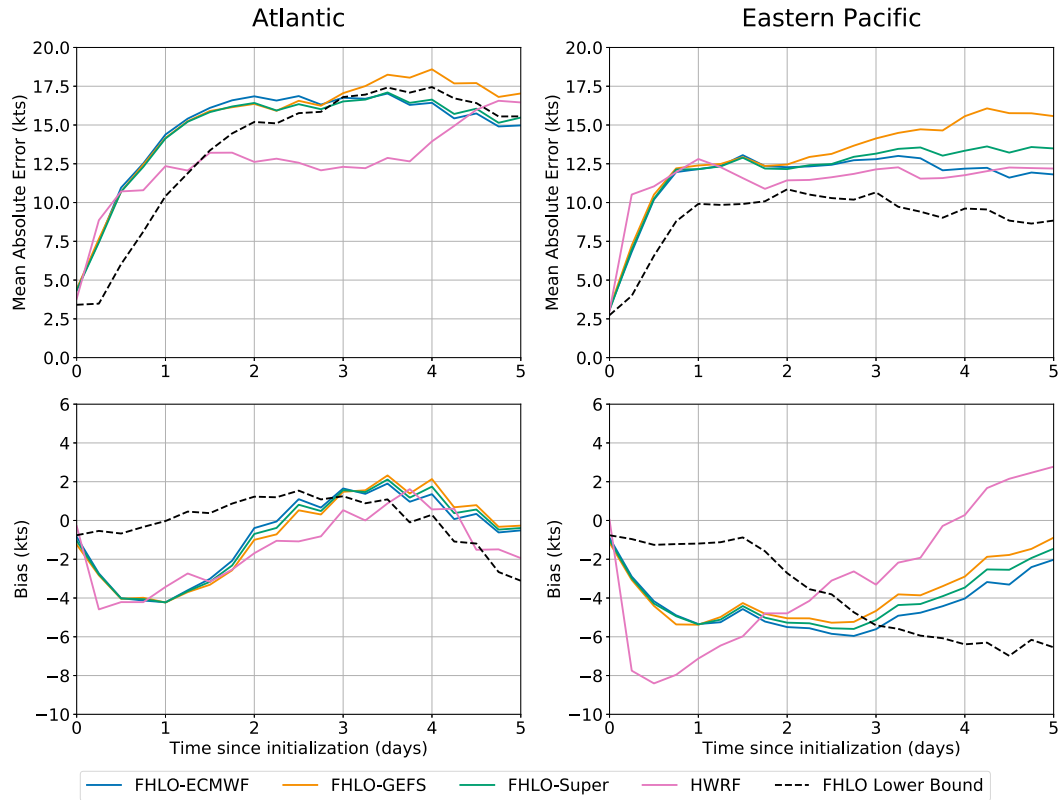 Atlantic
Eastern Pacific
20.0
17.5
15.0
12.5
10.0
7.5
5.0
2.5
0.0
Mean Absolute Error (kts)
0 1 2 3 4 5
20.0
17.5
15.0
12.5
10.0
7.5
5.0
2.5
0.0
Mean Absolute Error (kts)
0 1 2 3 4 5
6
4
2
0
−2
−4
−6
−8
−10
Bias (kts)
0 1 2 3 4 5
Time since initialization (days)
6
4
2
0
−2
−4
−6
−8
−10
Bias (kts)
0 1 2 3 4 5
Time since initialization (days)
FHLO-ECMWF FHLO-GEFS FHLO-Super HWRF FHLO Lower Bound